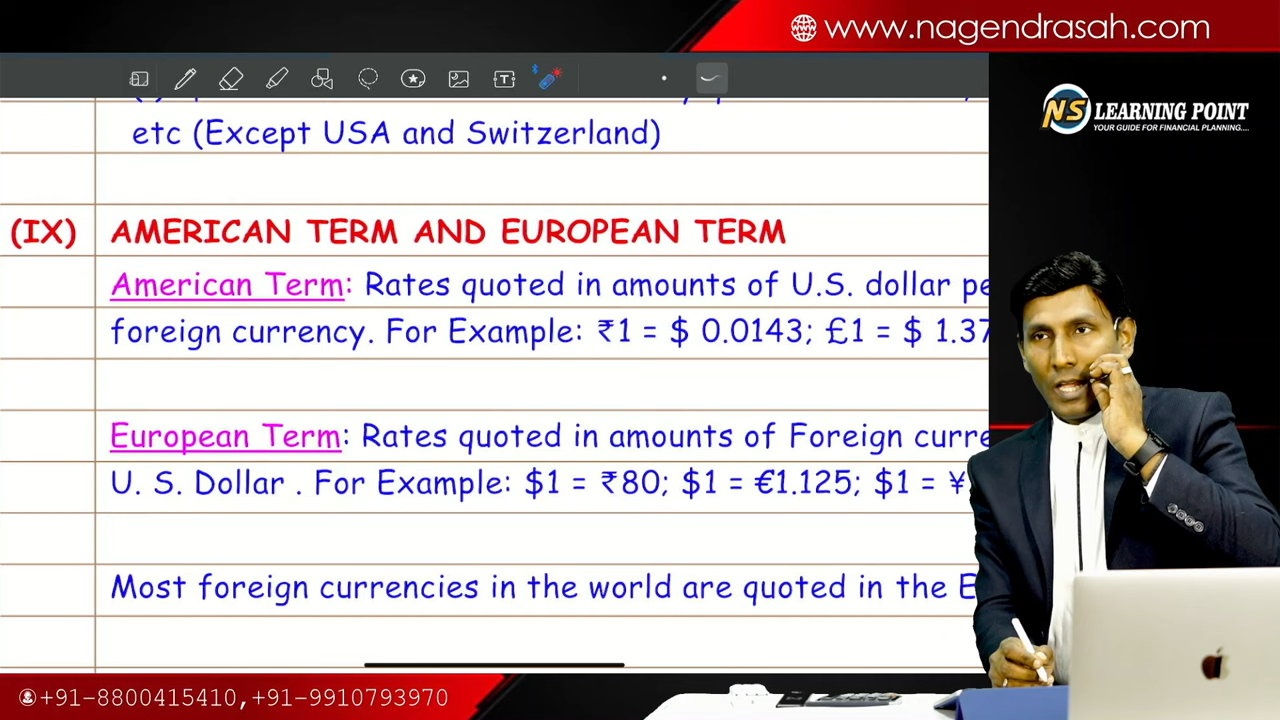 www.nagendrasah.com
NS LEARNING POINT
YOUR GUIDE FOR FINANCIAL PLANNING....
etc (Except USA and Switzerland)
(IX) AMERICAN TERM AND EUROPEAN TERM
American Term: Rates quoted in amounts of U.S. dollar
foreign currency. For Example: ₹1 = $ 0.0143; £1 = $ 1.37
European Term: Rates quoted in amounts of Foreign
U. S. Dollar . For Example: $1 = ₹80; $1 = €1.125; $1 = ¥
Most foreign currencies in the world are quoted in the
+91-8800415410,+91-9910793970